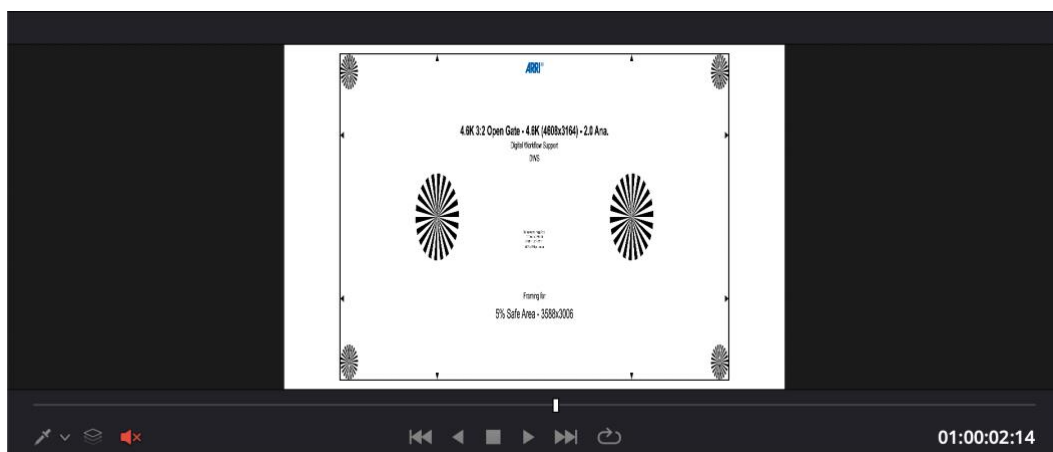 ARRI®
4.6K 3:2 Open Gate - 4.6K (4608x3164) - 2.0 Ana.
Digital Workflow Support
DWS
Framing for
5% Safe Area - 3588x3006
01:00:02:14